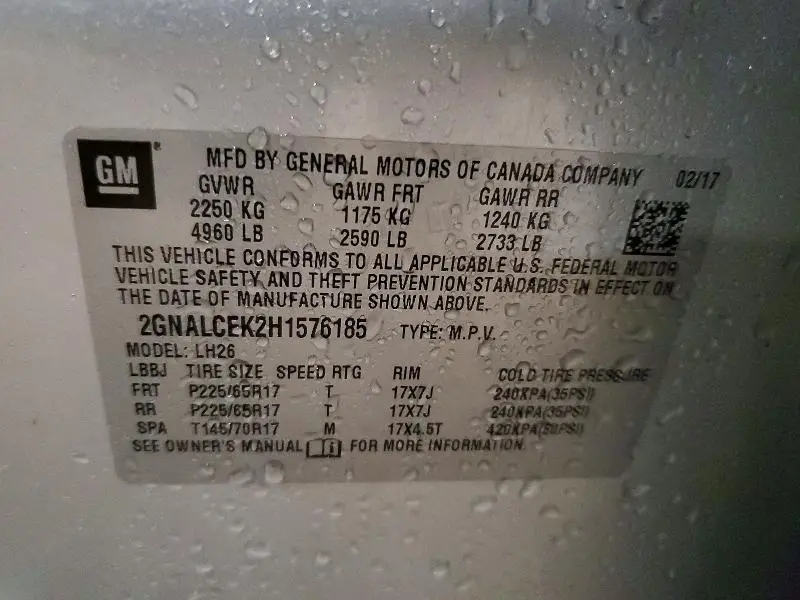 GM
MFD BY GENERAL MOTORS OF CANADA COMPANY 02/17
GVWR GAWR FRT GAWR RR
2250 KG 1175 KG 1240 KG
4960 LB 2590 LB 2733 LB
THIS VEHICLE CONFORMS TO ALL APPLICABLE U.S. FEDERAL MOTOR
VEHICLE SAFETY AND THEFT PREVENTION STANDARDS IN EFFECT ON
THE DATE OF MANUFACTURE SHOWN ABOVE.
2GNALCEK2H1576185 TYPE: M.P.V.
MODEL: LH26
LBBJ TIRE SIZE SPEED RTG RIM COLD TIRE PRESSURE
FRT P225/65R17 T 17X7J 240KPA(35PSI)
RR P225/65R17 T 17X7J 240KPA(35PSI)
SPA T145/70R17 M 17X4.5T 420KPA(60PSI)
SEE OWNER'S MANUAL FOR MORE INFORMATION.